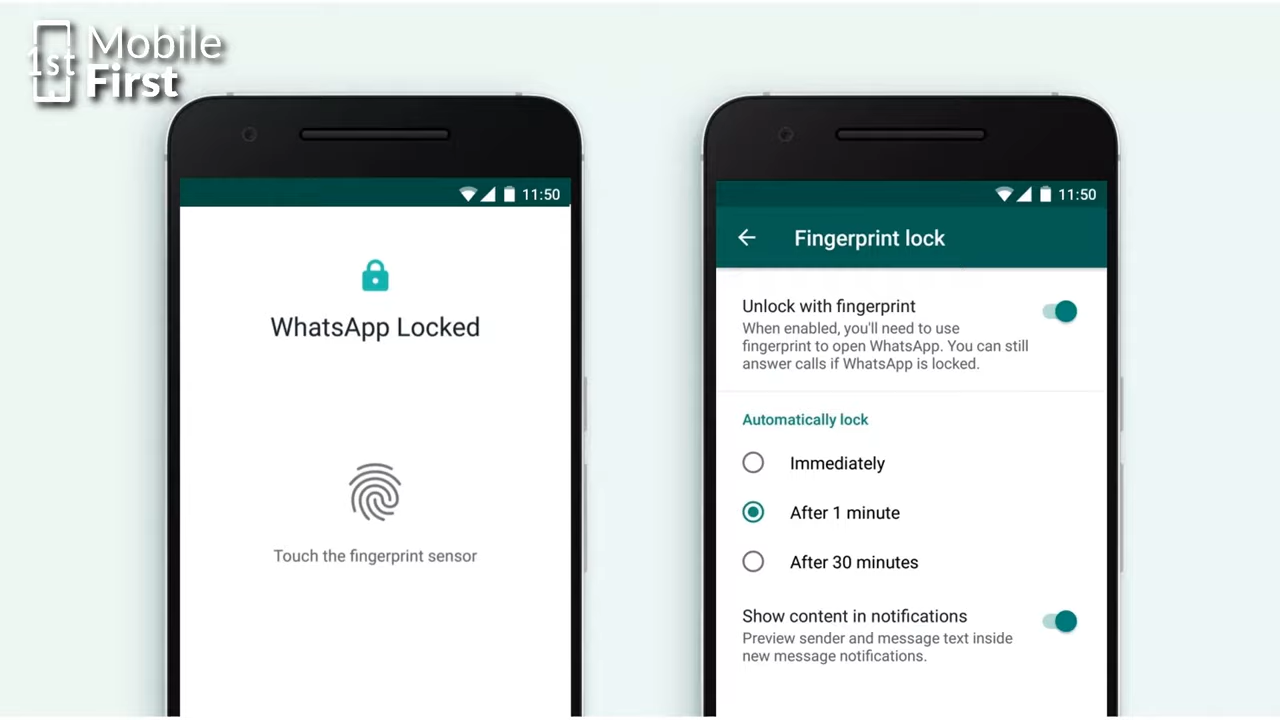 1st
Mobile
First
11:50
WhatsApp Locked
Touch the fingerprint sensor
11:50
Fingerprint lock
Unlock with fingerprint
When enabled, you'll need to use
fingerprint to open WhatsApp. You can still
answer calls if WhatsApp is locked.
Automatically lock
Immediately
After 1 minute
After 30 minutes
Show content in notifications
Preview sender and message text inside
new message notifications.